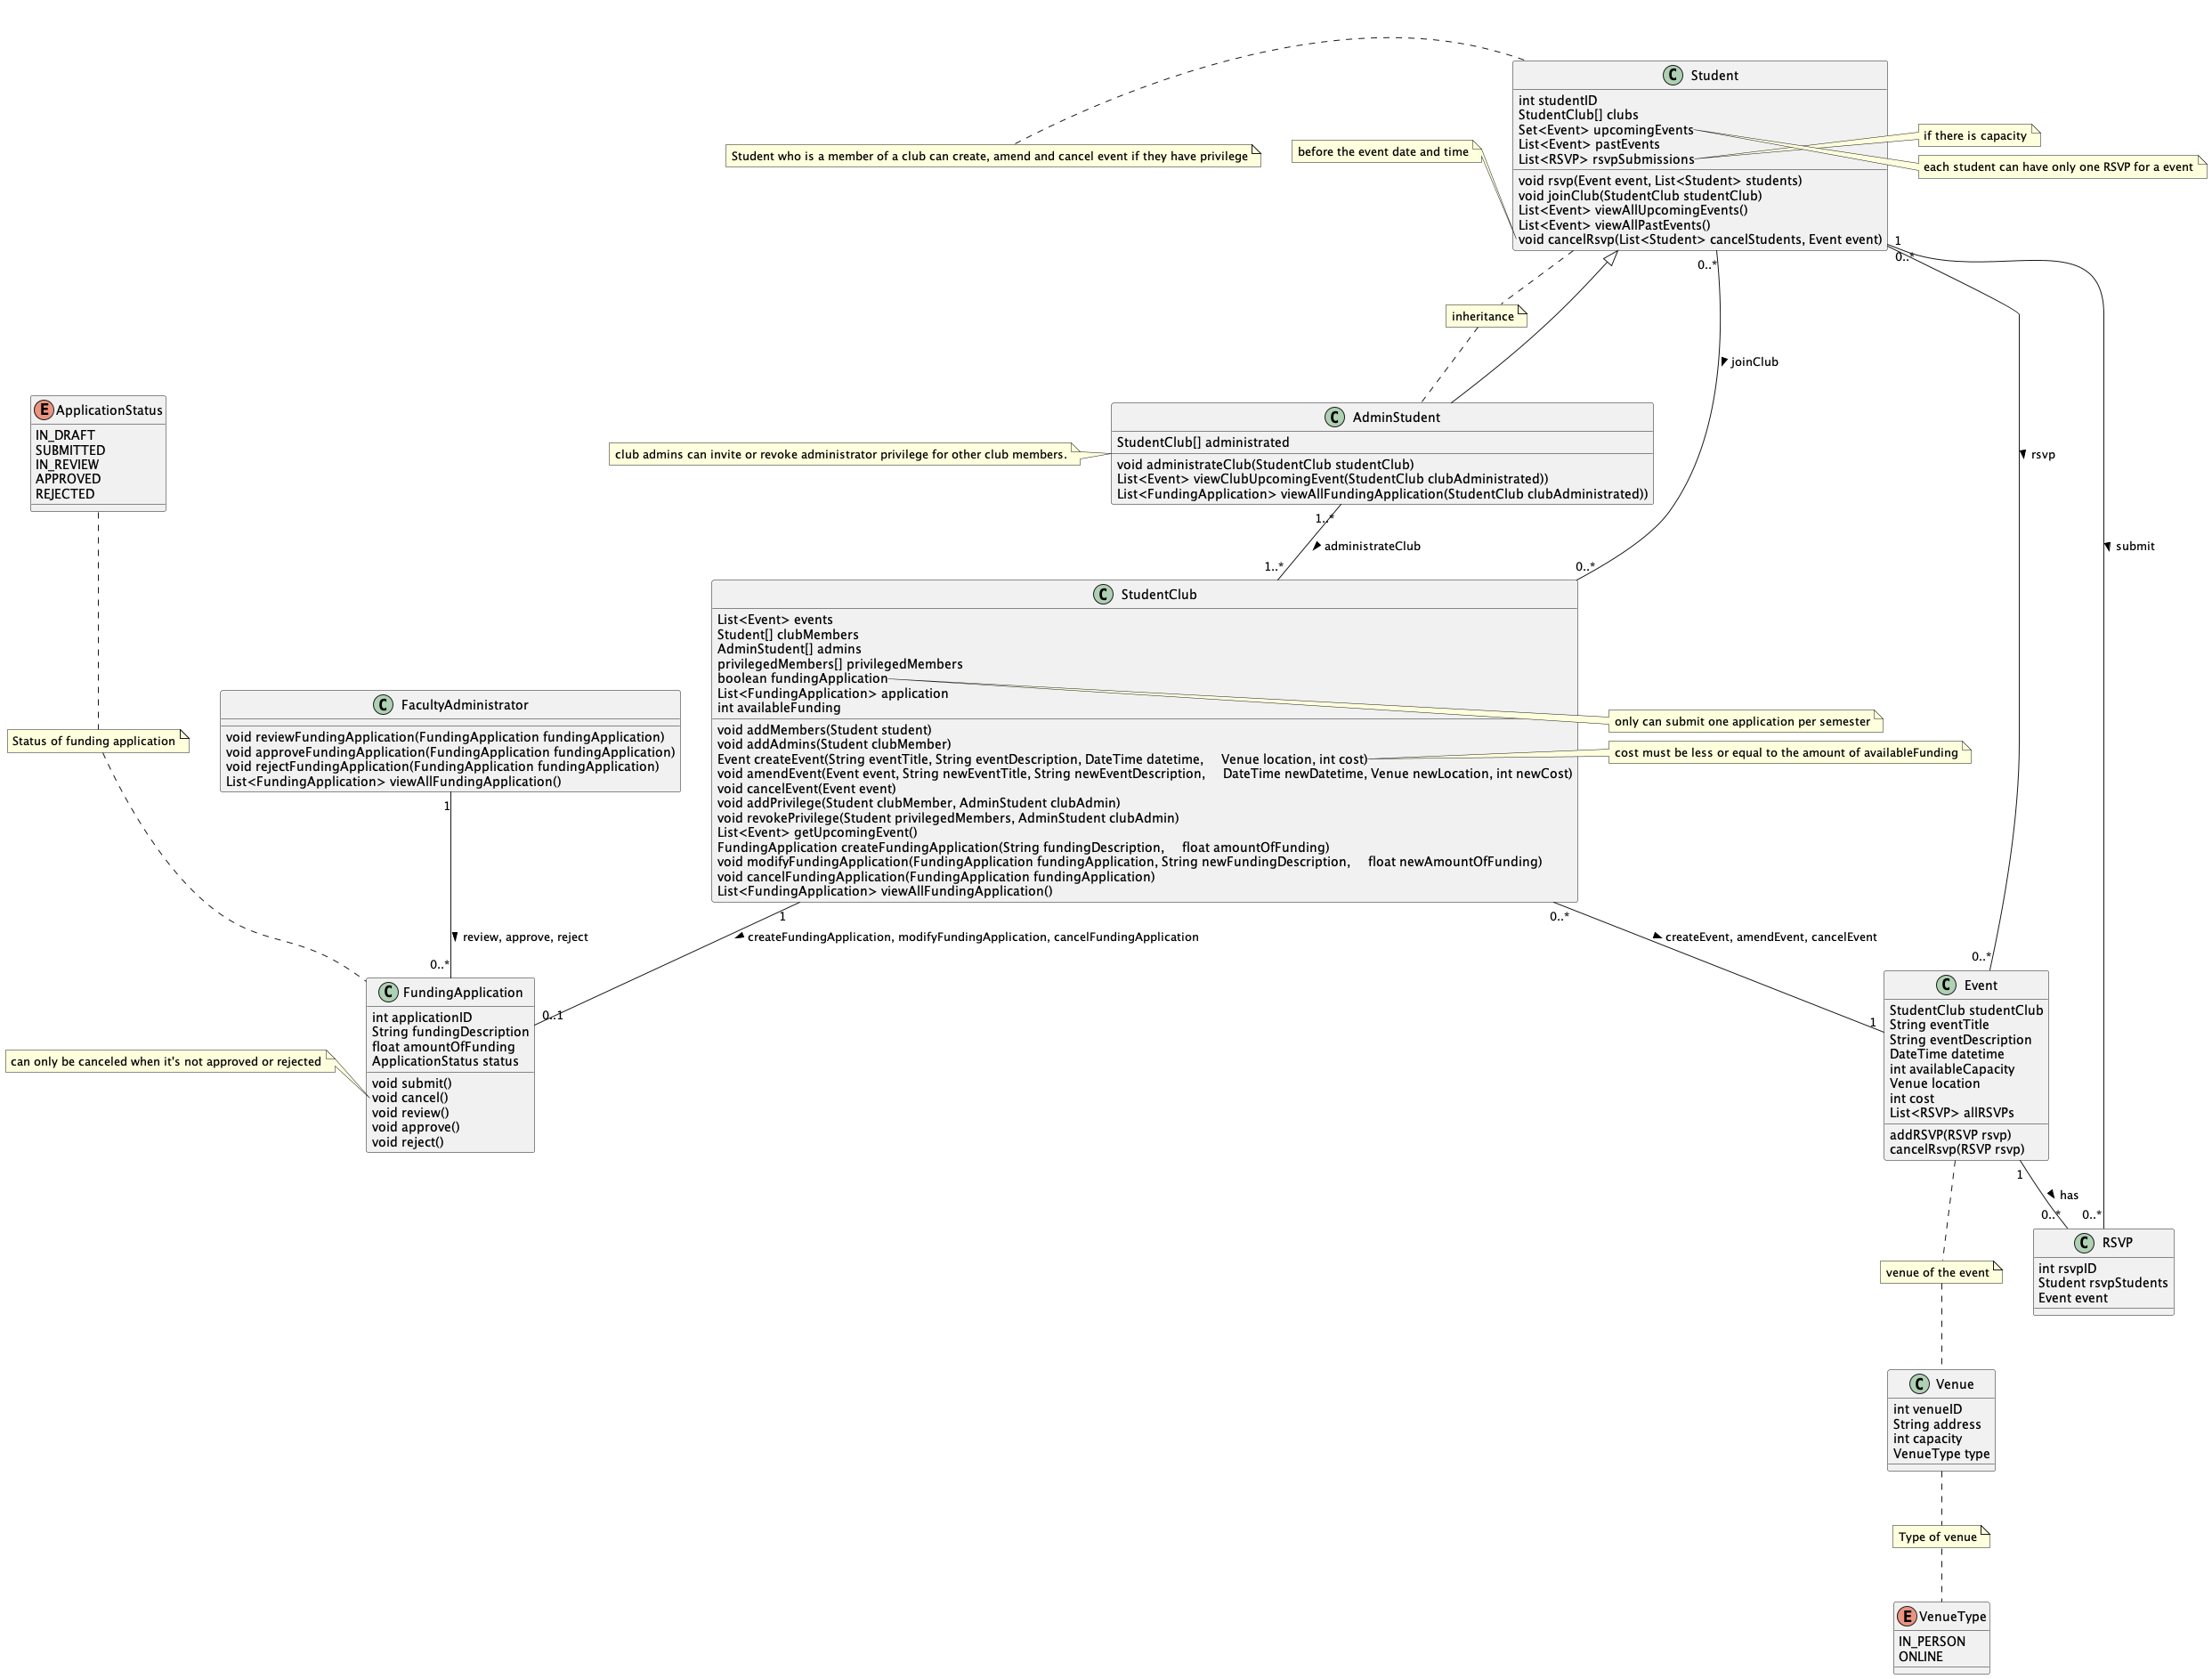 Student
int studentID
StudentClub[] clubs
Set<Event> upcomingEvents
List<Event> pastEvents
List<RSVP> rsvpSubmissions
void rsvp(Event event, List<Student> students)
void joinClub(StudentClub studentClub)
List<Event> viewAllUpcomingEvents()
List<Event> viewAllPastEvents()
void cancelRsvp(List<Student> cancelStudents, Event event)
if there is capacity
each student can have only one RSVP for a event
before the event date and time
Student who is a member of a club can create, amend and cancel event if they have privilege
1
0..*
0..*
inheritance
joinClub
rsvp
submit
ApplicationStatus
IN_DRAFT
SUBMITTED
IN_REVIEW
APPROVED
REJECTED
AdminStudent
StudentClub[] administrated
void administrateClub(StudentClub studentClub)
List<Event> viewClubUpcomingEvent(StudentClub clubAdministrated))
List<FundingApplication> viewAllFundingApplication(StudentClub clubAdministrated))
club admins can invite or revoke administrator privilege for other club members.
1..*
administrateClub
1..*
0..*
StudentClub
List<Event> events
Student[] clubMembers
AdminStudent[] admins
privilegedMembers[] privilegedMembers
boolean fundingApplication
List<FundingApplication> application
int availableFunding
void addMembers(Student student)
void addAdmins(Student clubMember)
Event createEvent(String eventTitle, String eventDescription, DateTime datetime, Venue location, int cost)
void amendEvent(Event event, String newEventTitle, String newEventDescription, DateTime newDatetime, Venue newLocation, int newCost)
void cancelEvent(Event event)
void addPrivilege(Student clubMember, AdminStudent clubAdmin)
void revokePrivilege(Student privilegedMembers, AdminStudent clubAdmin)
List<Event> getUpcomingEvent()
FundingApplication createFundingApplication(String fundingDescription, float amountOfFunding)
void modifyFundingApplication(FundingApplication fundingApplication, String newFundingDescription, float newAmountOfFunding)
void cancelFundingApplication(FundingApplication fundingApplication)
List<FundingApplication> viewAllFundingApplication()
only can submit one application per semester
cost must be less or equal to the amount of availableFunding
FacultyAdministrator
void reviewFundingApplication(FundingApplication fundingApplication)
void approveFundingApplication(FundingApplication fundingApplication)
void rejectFundingApplication(FundingApplication fundingApplication)
List<FundingApplication> viewAllFundingApplication()
Status of funding application
1
review, approve, reject
0..*
1
createFundingApplication, modifyFundingApplication, cancelFundingApplication
0..1
0..*
createEvent, amendEvent, cancelEvent
1
0..*
FundingApplication
int applicationID
String fundingDescription
float amountOfFunding
ApplicationStatus status
void submit()
void cancel()
void review()
void approve()
void reject()
can only be canceled when it's not approved or rejected
Event
StudentClub studentClub
String eventTitle
String eventDescription
DateTime datetime
int availableCapacity
Venue location
int cost
List<RSVP> allRSVPs
addRSVP(RSVP rsvp)
cancelRsvp(RSVP rsvp)
1
has
0..*
0..*
RSVP
int rsvpID
Student rsvpStudents
Event event
venue of the event
Venue
int venueID
String address
int capacity
VenueType type
Type of venue
VenueType
IN_PERSON
ONLINE